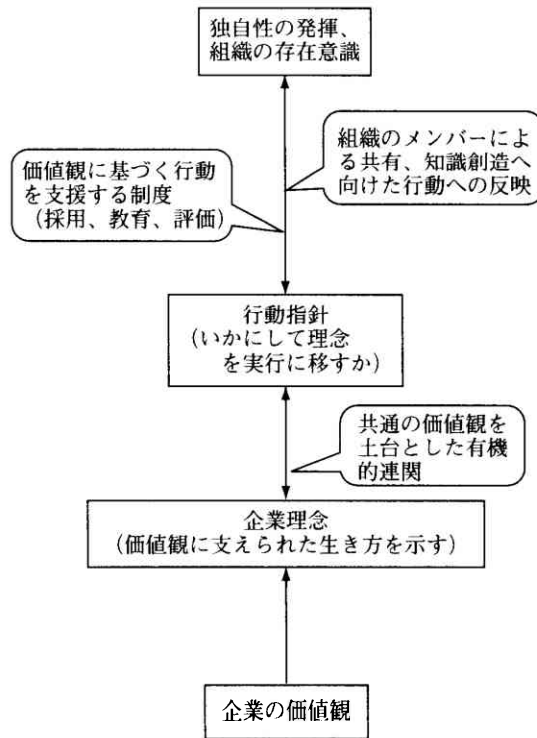 独自性の発揮、
組織の存在意識
組織のメンバーによ
る共有、知識創造へ
向けた行動への反映
価値観に基づく行動
を支援する制度
（採用、教育、評価）
行動指針
（いかにして理念
を実行に移すか）
共通の価値観を
土台とした有機
的連関
企業理念
（価値観に支えられた生き方を示す）
企業の価値観